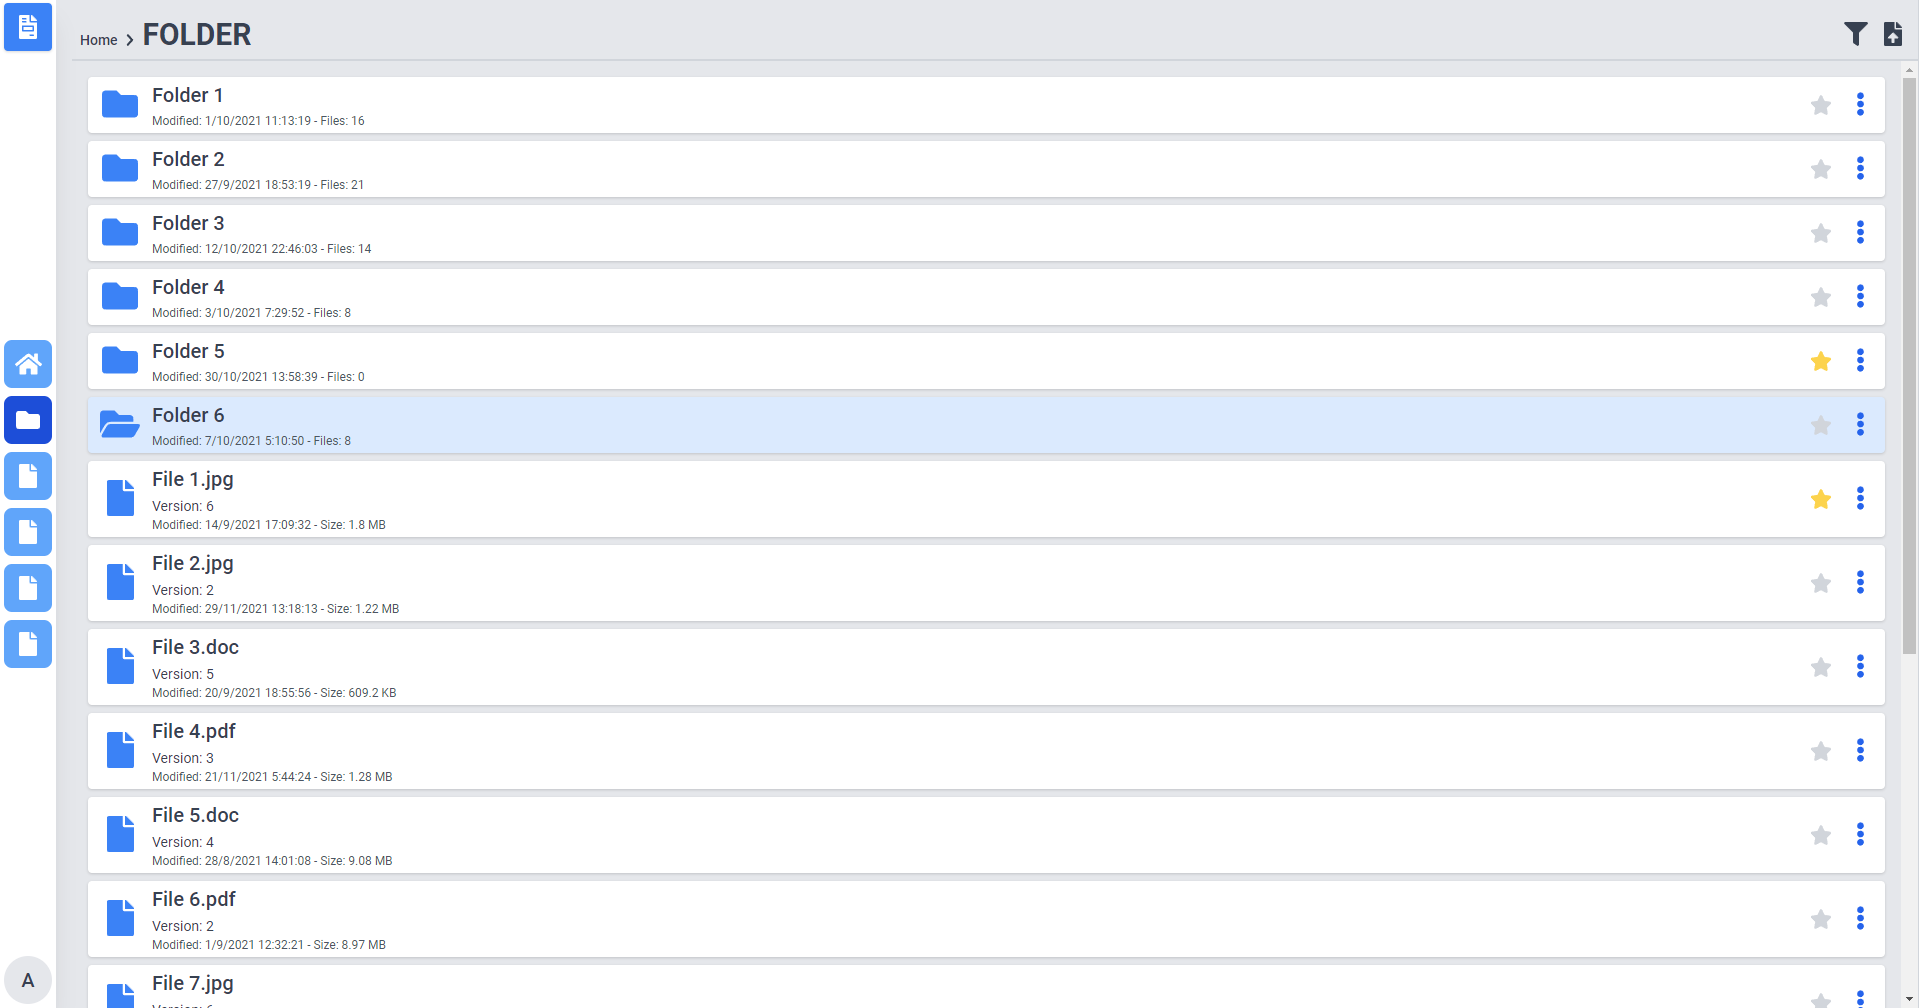 Home
FOLDER
Folder 1
Modified: 1/10/2021 11:13:19 - Files: 16
Folder 2
Modified: 27/9/2021 18:53:19 - Files: 21
Folder 3
Modified: 12/10/2021 22:46:03 - Files: 14
Folder 4
Modified: 3/10/2021 7:29:52 - Files: 8
Folder 5
Modified: 30/10/2021 13:58:39 - Files: 0
Folder 6
Modified: 7/10/2021 5:10:50 - Files: 8
File 1.jpg
Version: 6
Modified: 14/9/2021 17:09:32 - Size: 1.8 MB
File 2.jpg
Version: 2
Modified: 29/11/2021 13:18:13 - Size: 1.22 MB
File 3.doc
Version: 5
Modified: 20/9/2021 18:55:56 - Size: 609.2 KB
File 4.pdf
Version: 3
Modified: 21/11/2021 5:44:24 - Size: 1.28 MB
File 5.doc
Version: 4
Modified: 28/8/2021 14:01:08 - Size: 9.08 MB
File 6.pdf
Version: 2
Modified: 1/9/2021 12:32:21 - Size: 8.97 MB
File 7.jpg
A